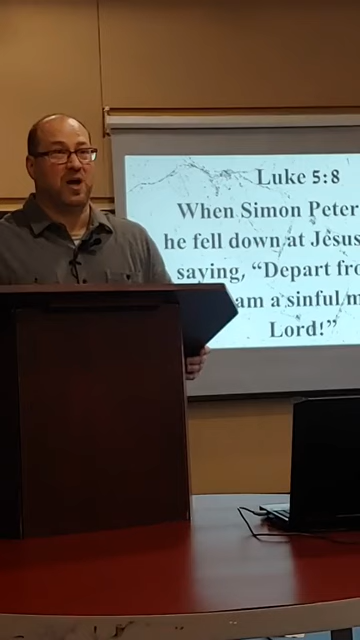 Luke 5:8
When Simon Peter
he fell down at Jesus
saying, "Depart fro
am a sinful m
Lord!"